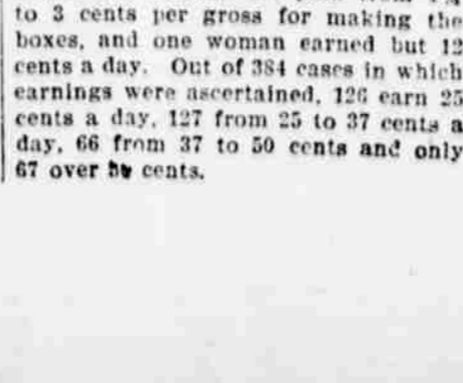 to 3 cents per gross for making the
boxes, and one woman earned but 12
cents a day. Out of 384 cases in which
earnings were ascertained, 126 earn 25
cents a day, 127 from 25 to 37 cents a
day, 66 from 37 to 50 cents and only
67 over cents.